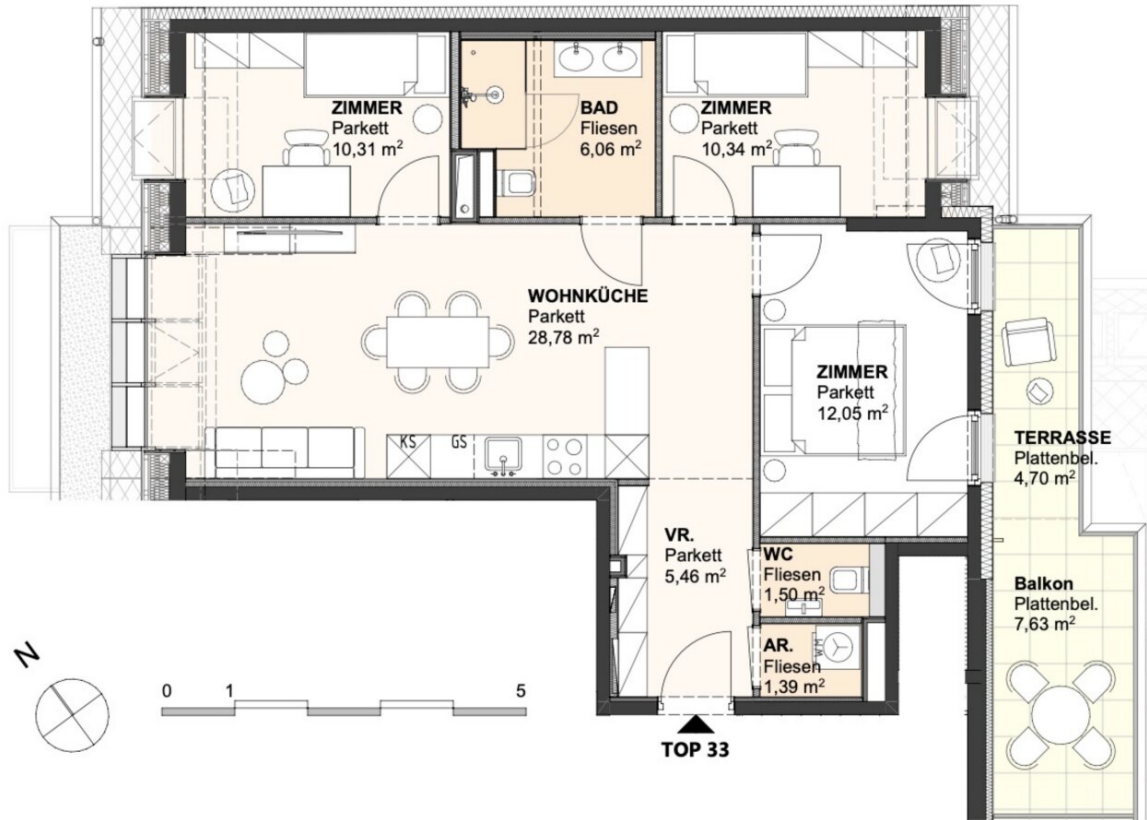 ZIMMER
Parkett
10,31 m²
BAD
Fliesen
6,06 m²
ZIMMER
Parkett
10,34 m²
WOHNKÜCHE
Parkett
28,78 m²
ZIMMER
Parkett
12,05 m²
KS
GS
TERRASSE
Plattenbel.
4,70 m²
VR.
Parkett
5,46 m²
WC
Fliesen
1,50 m²
Balkon
Plattenbel.
7,63 m²
AR.
Fliesen
1,39 m²
WM
N
0 1 5
TOP 33